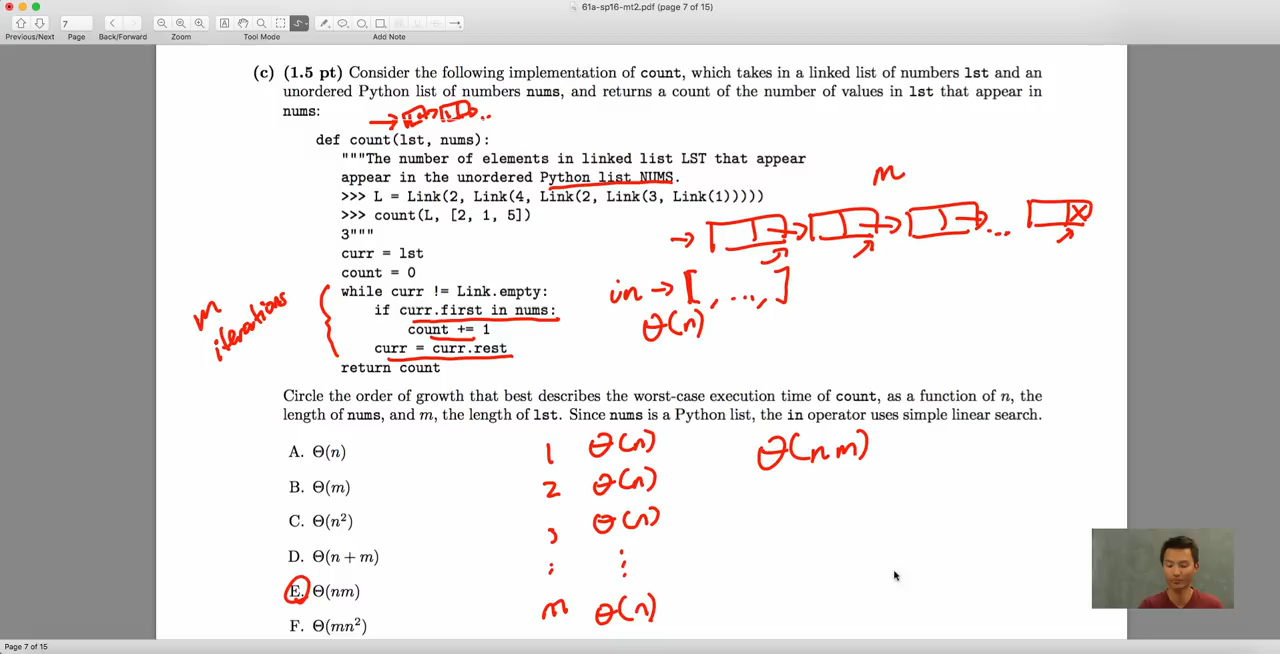 61a-sp16-mt2.pdf (page 7 of 15)
7
Previous/Next Page Back/Forward Zoom Tool Mode Add Note
(c) (1.5 pt) Consider the following implementation of count, which takes in a linked list of numbers lst and an
unordered Python list of numbers nums, and returns a count of the number of values in lst that appear in
nums:
def count(lst, nums):
"""The number of elements in linked list LST that appear
appear in the unordered Python list NUMS.
m
>>> L = Link(2, Link(4, Link(2, Link(3, Link(1)))))
>>> count(L, [2, 1, 5])
3"""
curr = lst
count = 0
while curr != Link.empty:
in → [ , ..., ]
if curr.first in nums:
Θ(n)
count += 1
m
iterations
curr = curr.rest
return count
Circle the order of growth that best describes the worst-case execution time of count, as a function of n, the
length of nums, and m, the length of lst. Since nums is a Python list, the in operator uses simple linear search.
A. Θ(n)
B. Θ(m)
C. Θ(n²)
D. Θ(n + m)
E. Θ(nm)
F. Θ(mn²)
1 Θ(n)
2 Θ(n)
3 Θ(n)
⋮ ⋮
m Θ(n)
Θ(nm)
Page 7 of 15